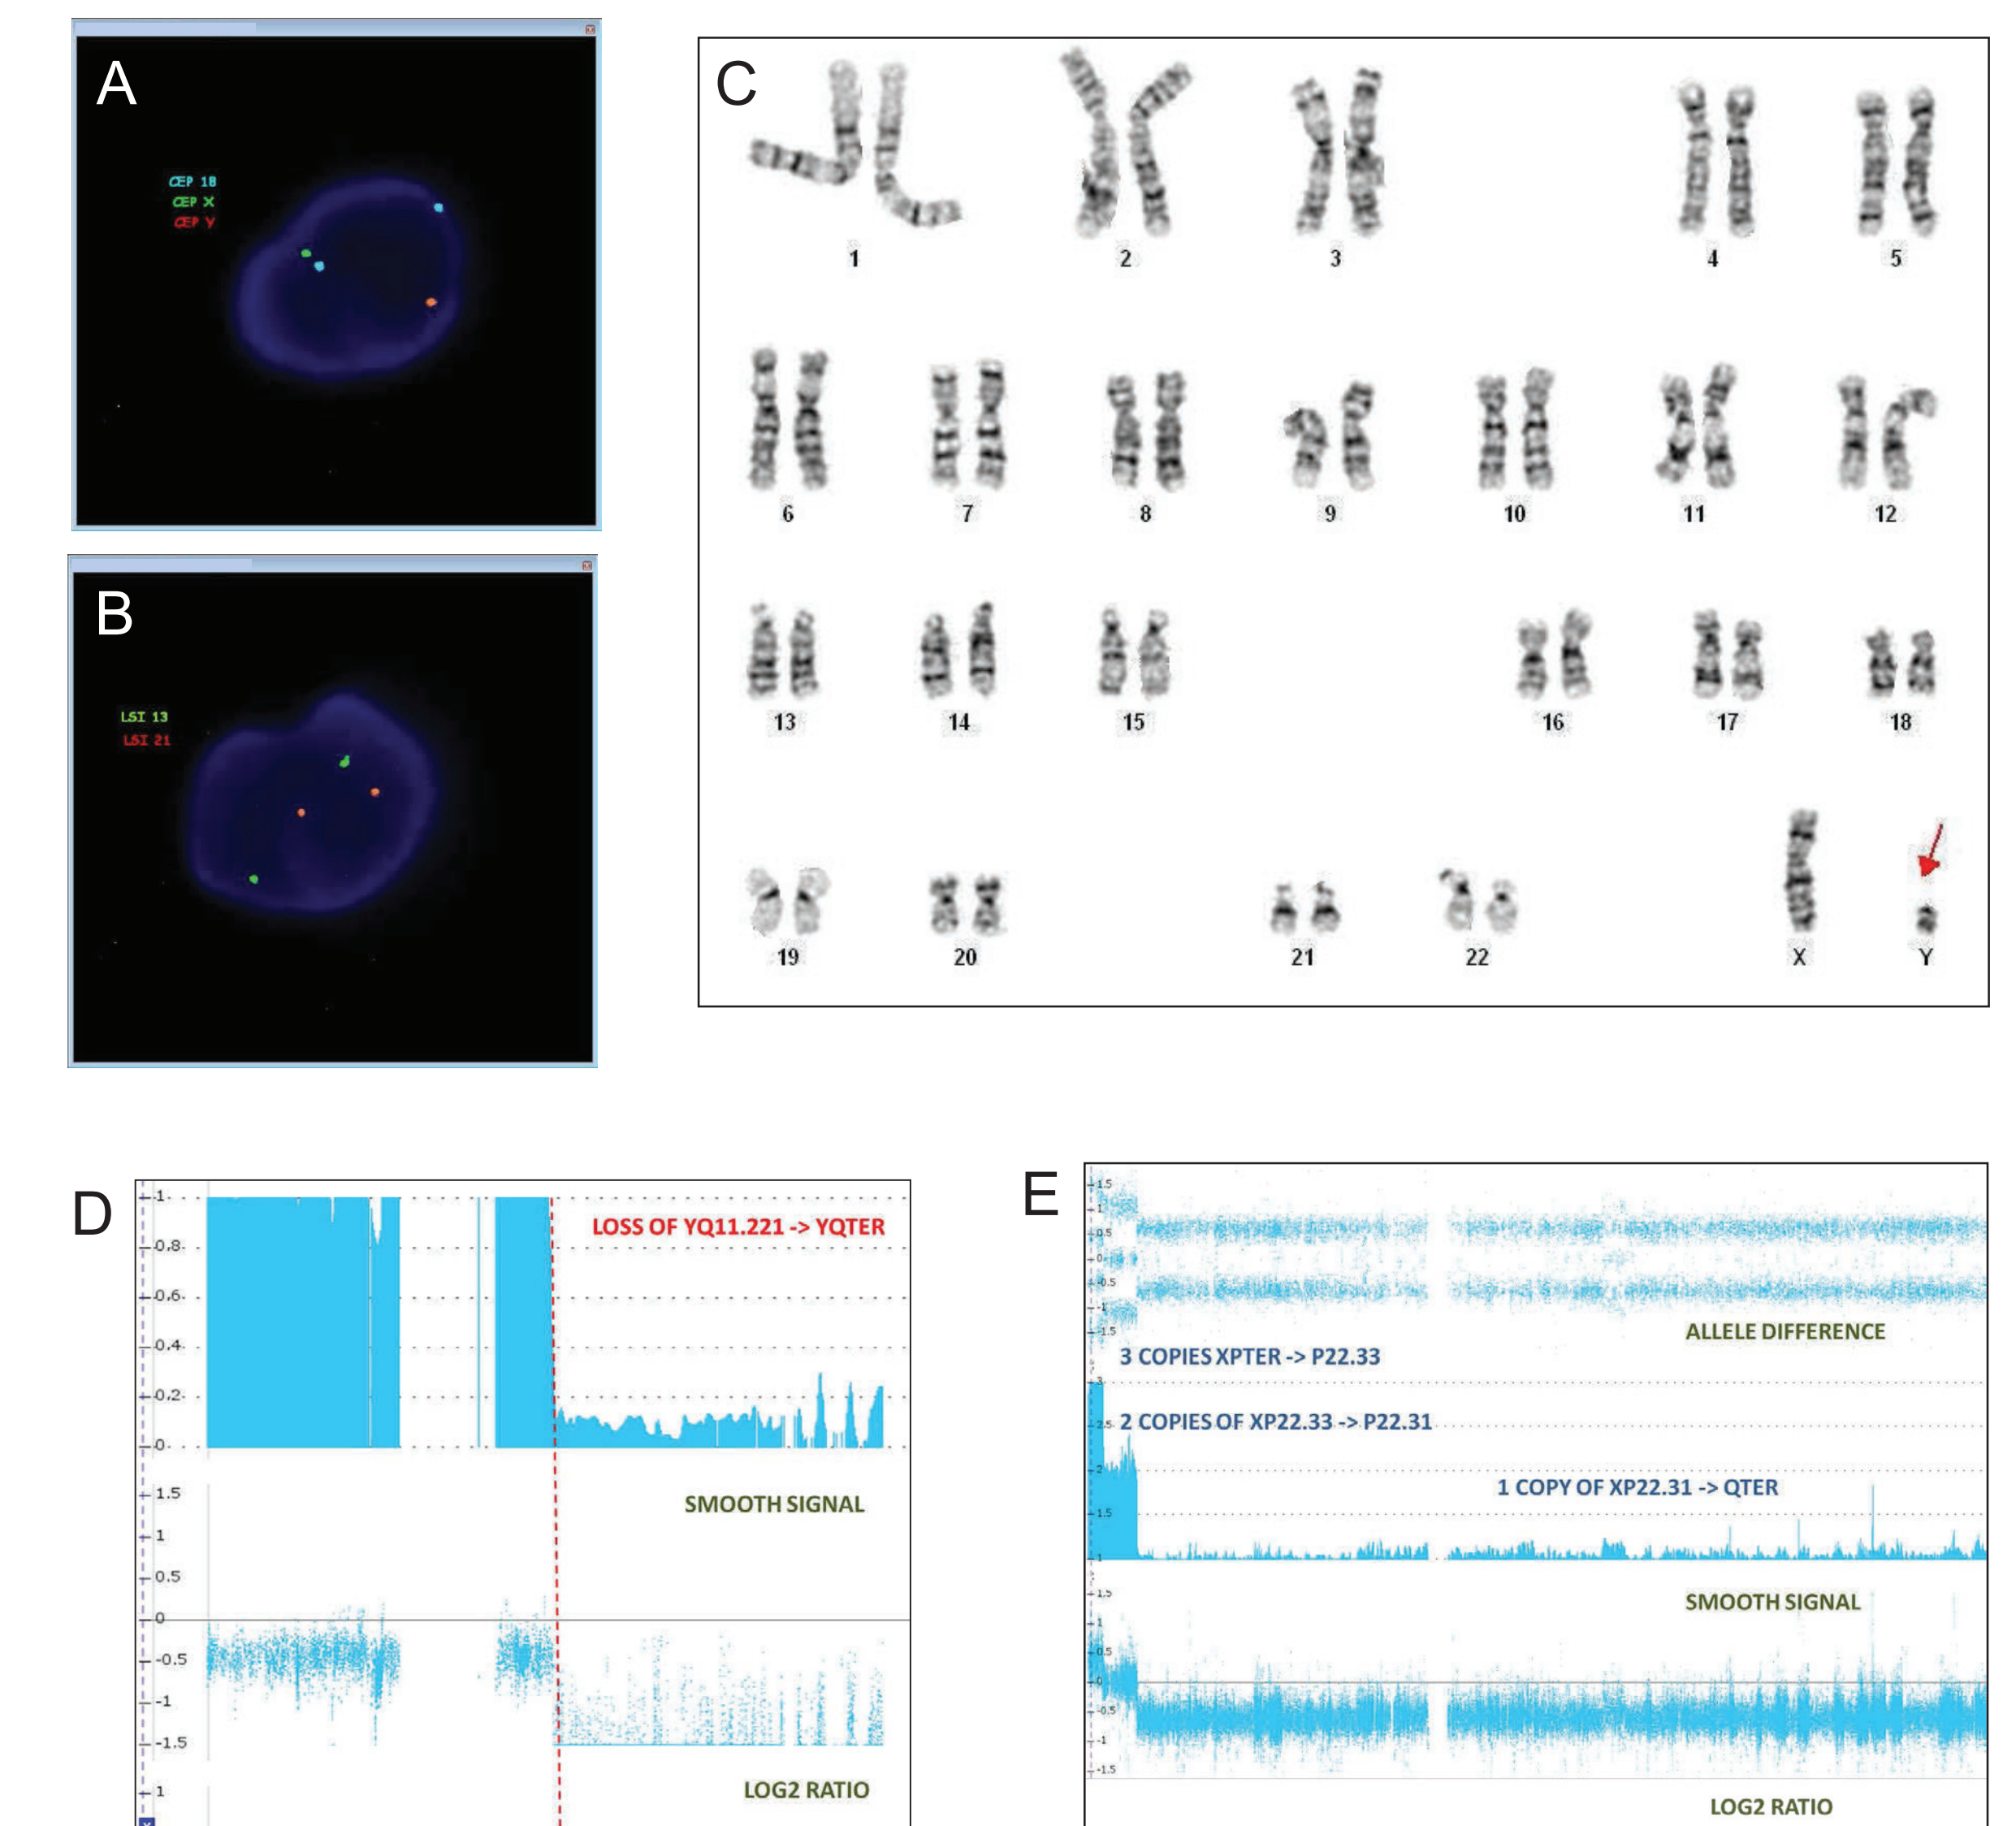 A
CEP 18
CEP X
CEP Y
B
LSI 13
LSI 21
C
1 2 3 4 5
6 7 8 9 10 11 12
13 14 15 16 17 18
19 20 21 22 X Y
D
LOSS OF YQ11.221 -> YQTER
1
0.8
0.6
0.4
0.2
0
SMOOTH SIGNAL
1.5
1
0.5
0
-0.5
-1
-1.5
LOG2 RATIO
1
E
1.5
1
0.5
0
-0.5
-1
-1.5
ALLELE DIFFERENCE
3 COPIES XPTER -> P22.33
3
2.5
2 COPIES OF XP22.33 -> P22.31
2
1 COPY OF XP22.31 -> QTER
1.5
1
SMOOTH SIGNAL
1.5
1
0.5
0
-0.5
-1
-1.5
LOG2 RATIO